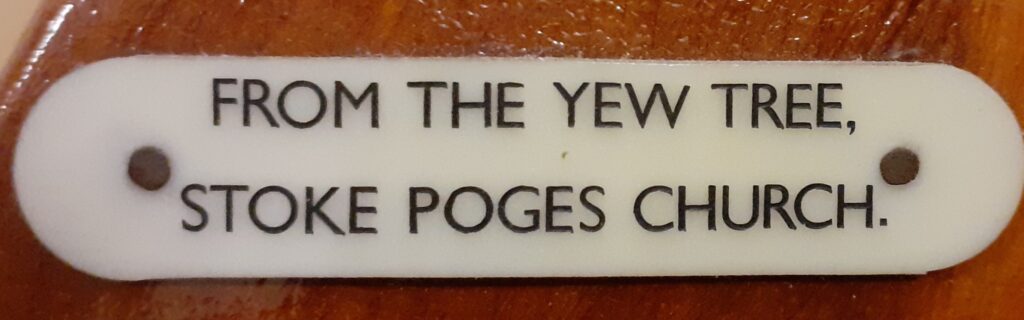 FROM THE YEW TREE,
STOKE POGES CHURCH.